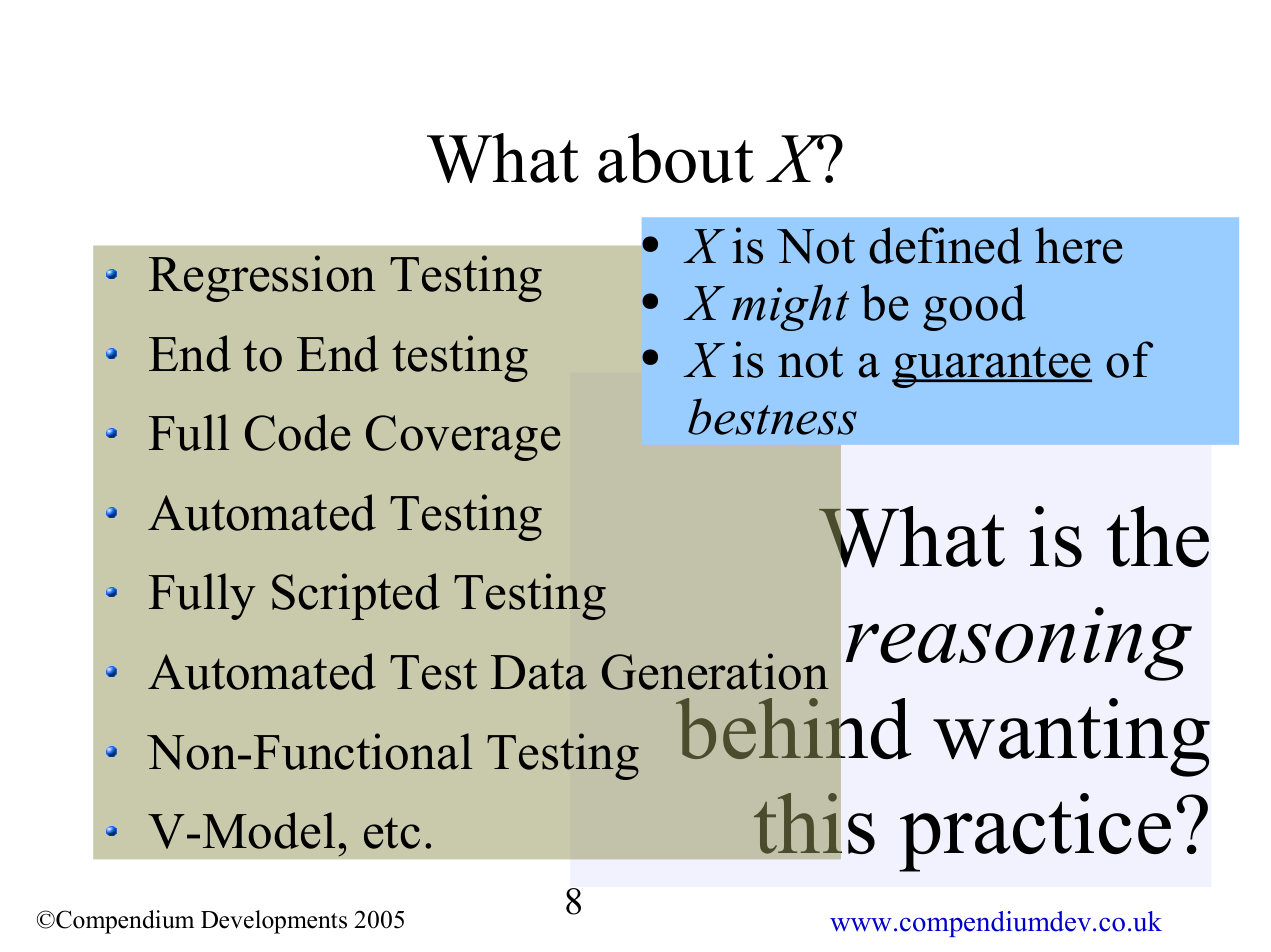 What about X?
• Regression Testing
• End to End testing
• Full Code Coverage
• Automated Testing
• Fully Scripted Testing
• Automated Test Data Generation
• Non-Functional Testing
• V-Model, etc.
• X is Not defined here
• X might be good
• X is not a guarantee of
bestness
What is the
reasoning
behind wanting
this practice?
8
©Compendium Developments 2005
www.compendiumdev.co.uk